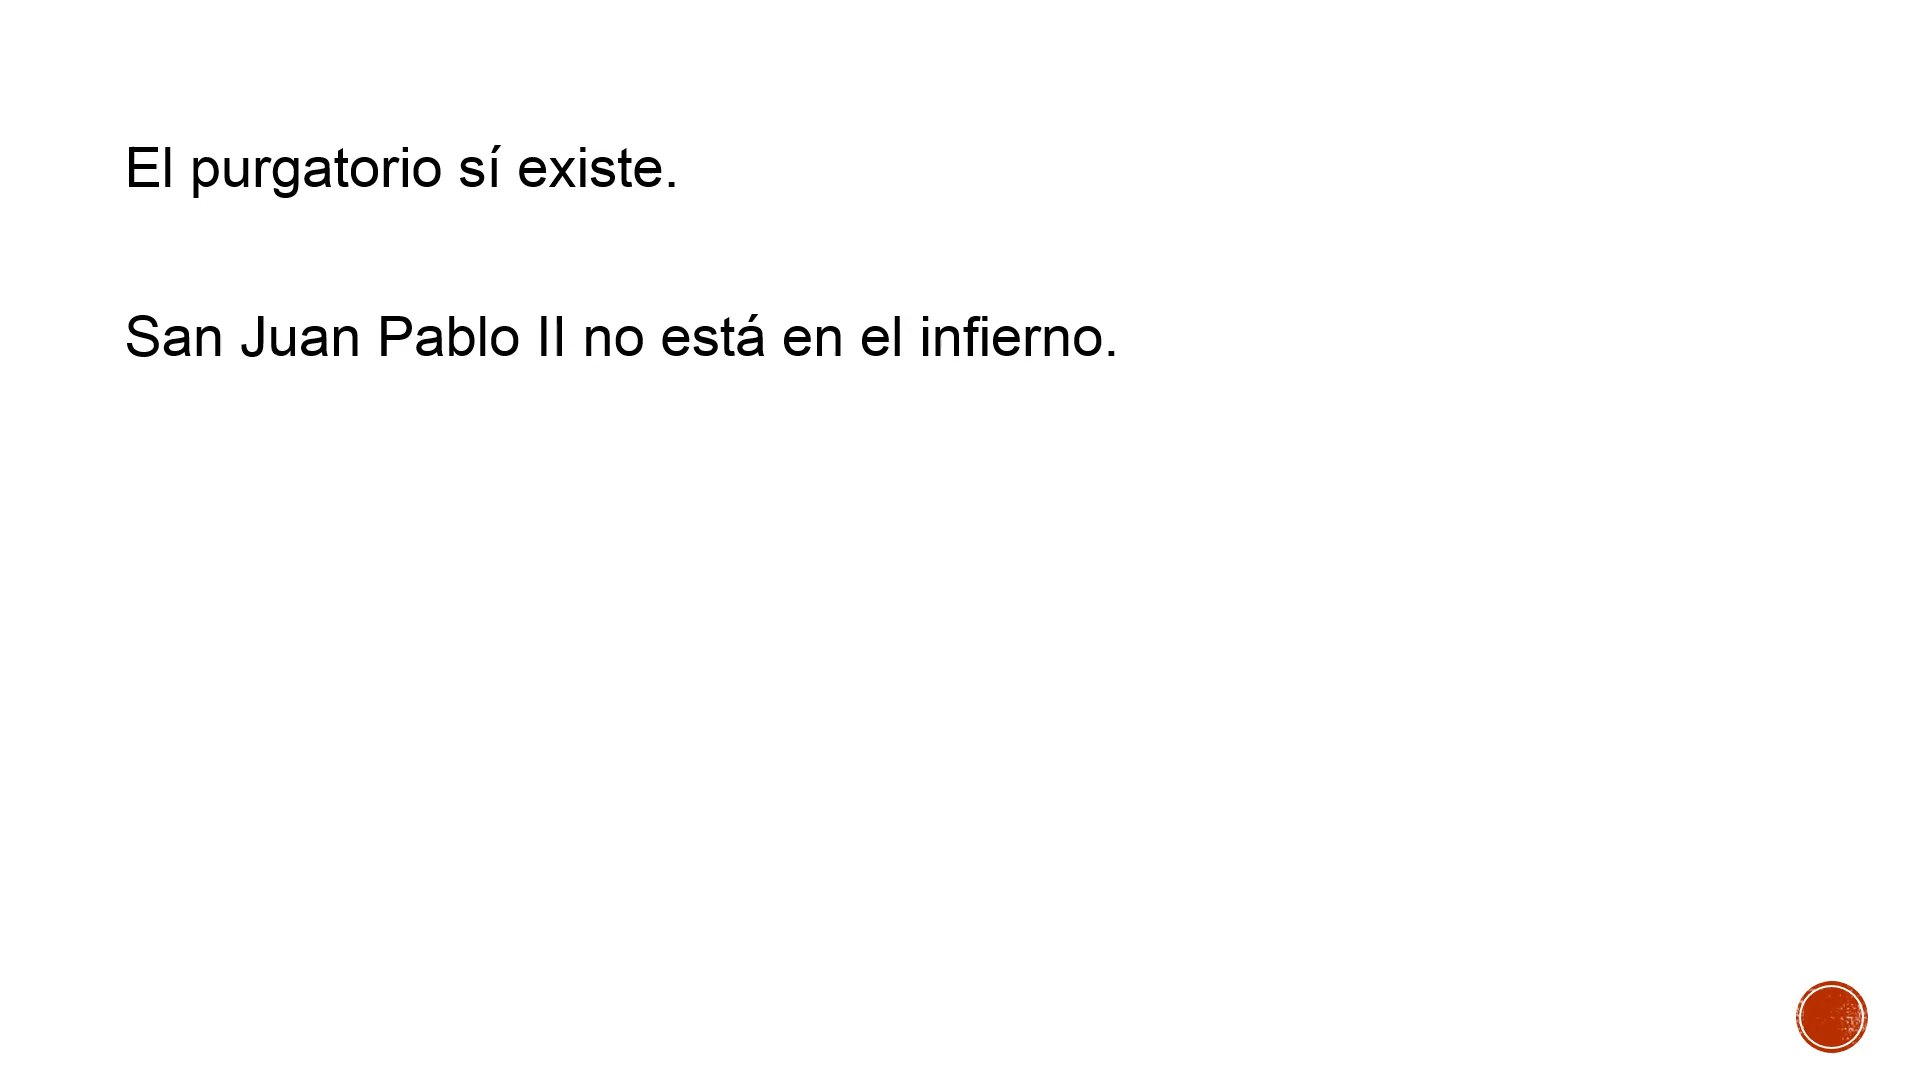 El purgatorio sí existe.
San Juan Pablo II no está en el infierno.